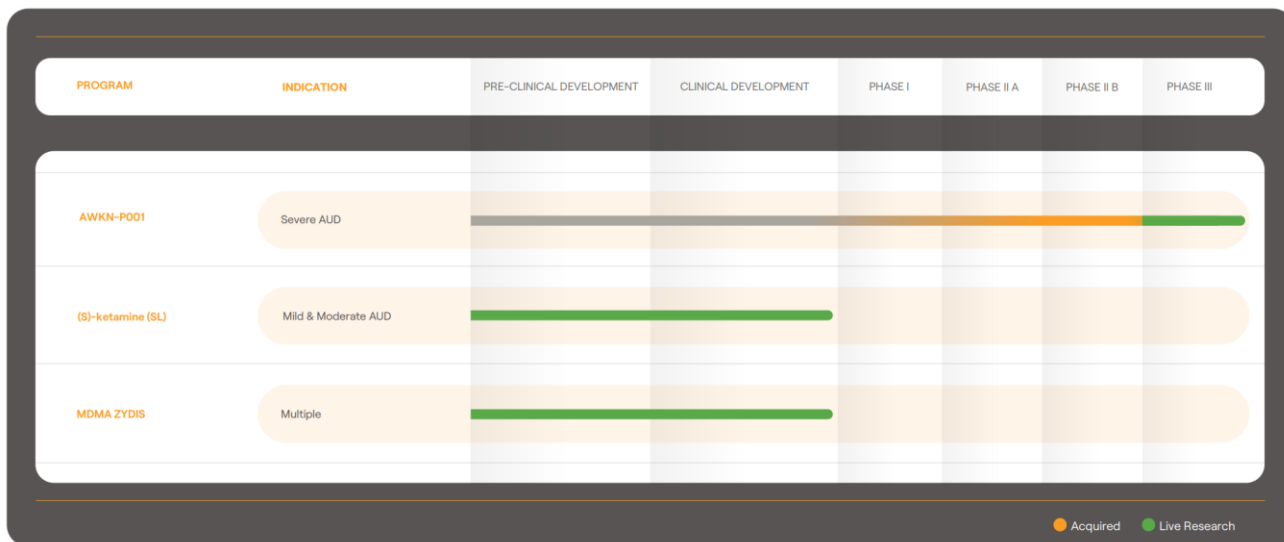 PROGRAM INDICATION PRE-CLINICAL DEVELOPMENT CLINICAL DEVELOPMENT PHASE I PHASE II A PHASE II B PHASE III
AWKN-P001 Severe AUD
(S)-ketamine (SL) Mild & Moderate AUD
MDMA ZYDIS Multiple
Acquired Live Research